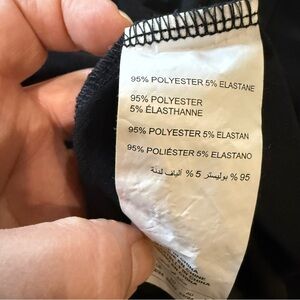 95% POLYESTER 5% ELASTANE
95% POLYESTER
5% ÉLASTHANNE
95% POLYESTER 5% ELASTAN
95% POLIÉSTER 5% ELASTANO
95 % بوليستر 5 % ألياف لدنة